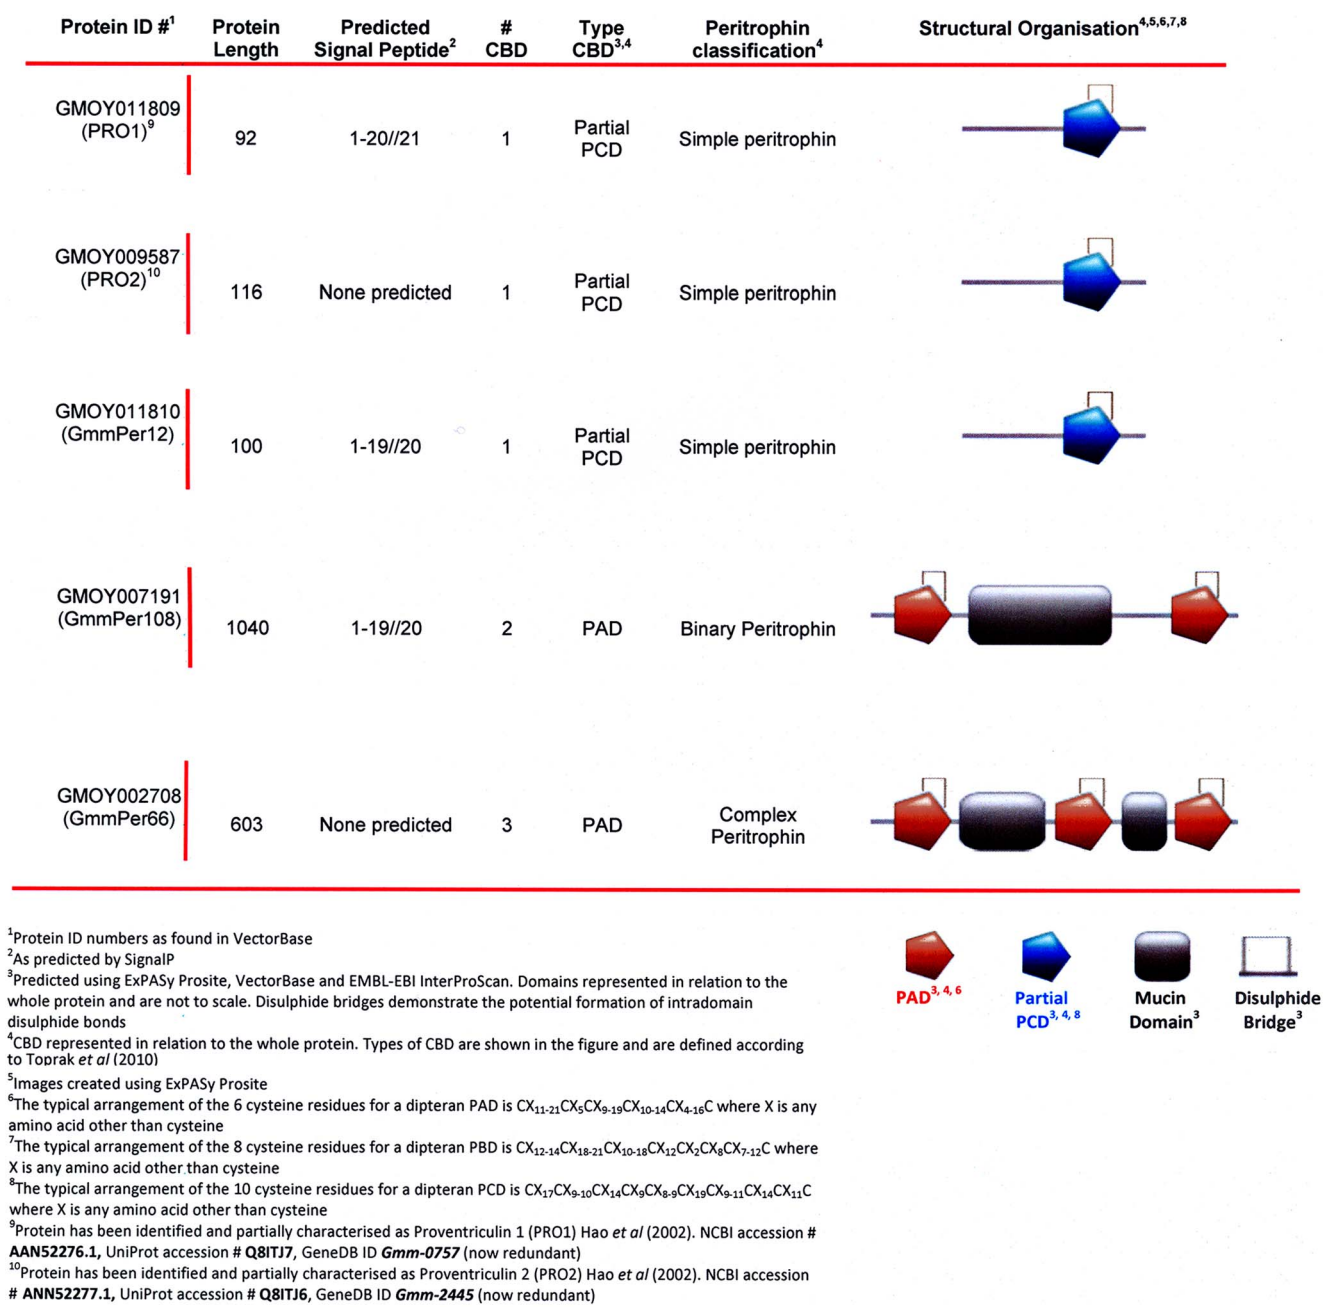 Protein ID #1 Protein Length Predicted Signal Peptide2 # CBD Type CBD3,4 Peritrophin classification4 Structural Organisation4,5,6,7,8
GMOY011809
(PRO1)9 92 1-20//21 1 Partial PCD Simple peritrophin
GMOY009587
(PRO2)10 116 None predicted 1 Partial PCD Simple peritrophin
GMOY011810
(GmmPer12) 100 1-19//20 1 Partial PCD Simple peritrophin
GMOY007191
(GmmPer108) 1040 1-19//20 2 PAD Binary Peritrophin
GMOY002708
(GmmPer66) 603 None predicted 3 PAD Complex Peritrophin
1Protein ID numbers as found in VectorBase
2As predicted by SignalP
3Predicted using ExPASy Prosite, VectorBase and EMBL-EBI InterProScan. Domains represented in relation to the
whole protein and are not to scale. Disulphide bridges demonstrate the potential formation of intradomain
disulphide bonds
4CBD represented in relation to the whole protein. Types of CBD are shown in the figure and are defined according
to Toprak et al (2010)
5Images created using ExPASy Prosite
6The typical arrangement of the 6 cysteine residues for a dipteran PAD is CX11-21CX5CX9-19CX10-14CX4-16C where X is any
amino acid other than cysteine
7The typical arrangement of the 8 cysteine residues for a dipteran PBD is CX12-14CX18-21CX10-18CX12CX2CX8CX7-12C where
X is any amino acid other than cysteine
8The typical arrangement of the 10 cysteine residues for a dipteran PCD is CX17CX9-10CX14CX9CX8-9CX19CX9-11CX14CX11C
where X is any amino acid other than cysteine
9Protein has been identified and partially characterised as Proventriculin 1 (PRO1) Hao et al (2002). NCBI accession #
AAN52276.1, UniProt accession # Q8ITJ7, GeneDB ID Gmm-0757 (now redundant)
10Protein has been identified and partially characterised as Proventriculin 2 (PRO2) Hao et al (2002). NCBI accession
# ANN52277.1, UniProt accession # Q8ITJ6, GeneDB ID Gmm-2445 (now redundant)
PAD3, 4, 6
Partial
PCD3, 4, 8
Mucin
Domain3
Disulphide
Bridge3